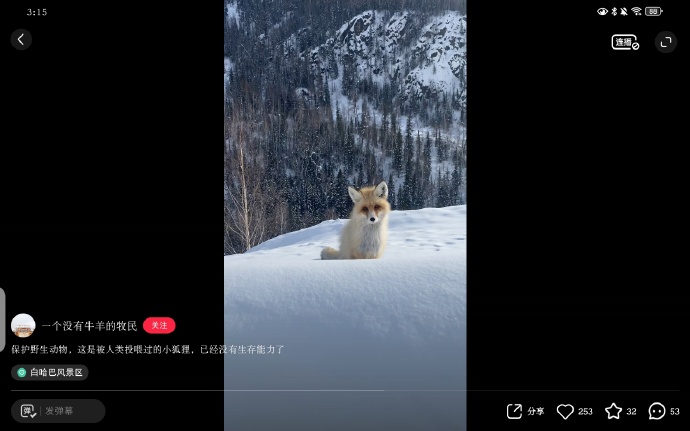 3:15
88
连播
一个没有牛羊的牧民
关注
保护野生动物，这是被人类投喂过的小狐狸，已经没有生存能力了
白哈巴风景区
弹
发弹幕
分享
253
32
53